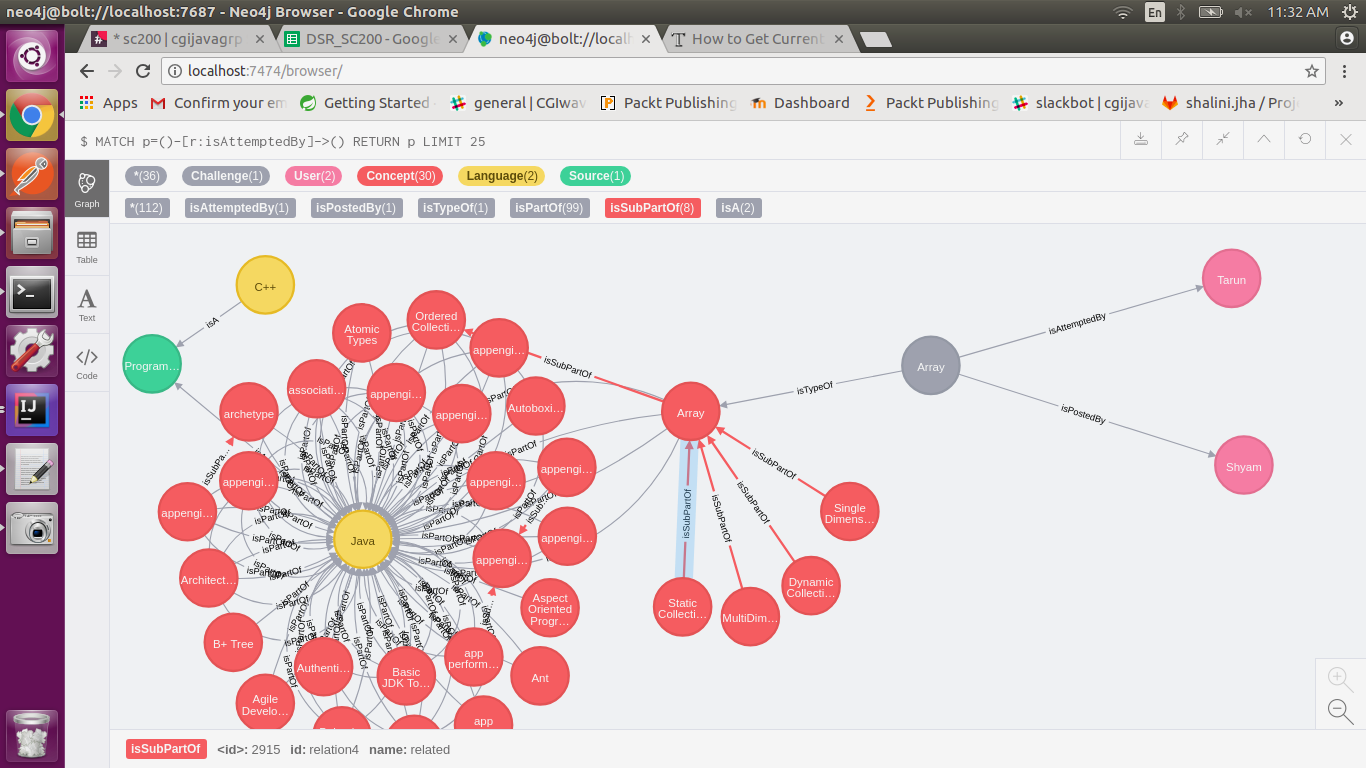 neo4j@bolt://localhost:7687 - Neo4j Browser - Google Chrome
En
11:32 AM
* sc200 | cgijavagrp
DSR_SC200 - Google
neo4j@bolt://local
How to Get Current
localhost:7474/browser/
Apps
Confirm your em
Getting Started
general | CGIwav
Packt Publishing
Dashboard
Packt Publishing
slackbot | cgijava
shalini.jha / Proj
»
$ MATCH p=()-[r:isAttemptedBy]->() RETURN p LIMIT 25
*(36)
Challenge(1)
User(2)
Concept(30)
Language(2)
Source(1)
*(112)
isAttemptedBy(1)
isPostedBy(1)
isTypeOf(1)
isPartOf(99)
isSubPartOf(8)
isA(2)
Graph
Table
Text
Code
C++
isA
Program...
Atomic
Types
Ordered
Collecti...
appengi...
isSubPartOf
associati...
appengi...
archetype
appengi...
Autoboxi...
isSubPa...
appengi...
appengi...
appengi...
appengi...
Java
appengi...
appengi...
Architect...
Aspect
Oriented
Progr...
B+ Tree
Authenti...
Basic
JDK To...
app
perform...
Ant
Agile
Develo...
app
isPartOf
Array
isTypeOf
Array
isAttemptedBy
Tarun
isPostedBy
Shyam
isSubPartOf
isSubPartOf
isSubPartOf
isSubPartOf
Single
Dimens...
Dynamic
Collecti...
Static
Collecti...
MultiDim...
isSubPartOf
<id>: 2915 id: relation4 name: related